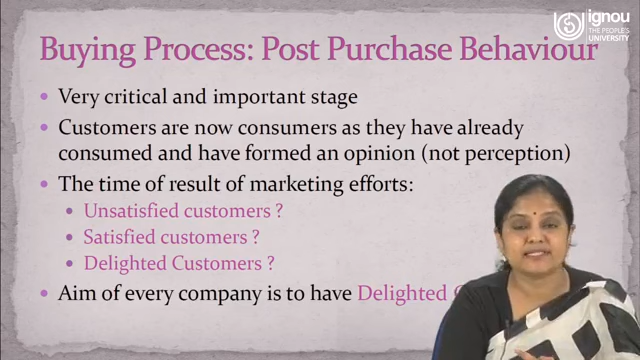 ignou
THE PEOPLE'S
UNIVERSITY
Buying Process: Post Purchase Behaviour
• Very critical and important stage
• Customers are now consumers as they have already
consumed and have formed an opinion (not perception)
• The time of result of marketing efforts:
• Unsatisfied customers ?
• Satisfied customers ?
• Delighted Customers ?
• Aim of every company is to have Delighted